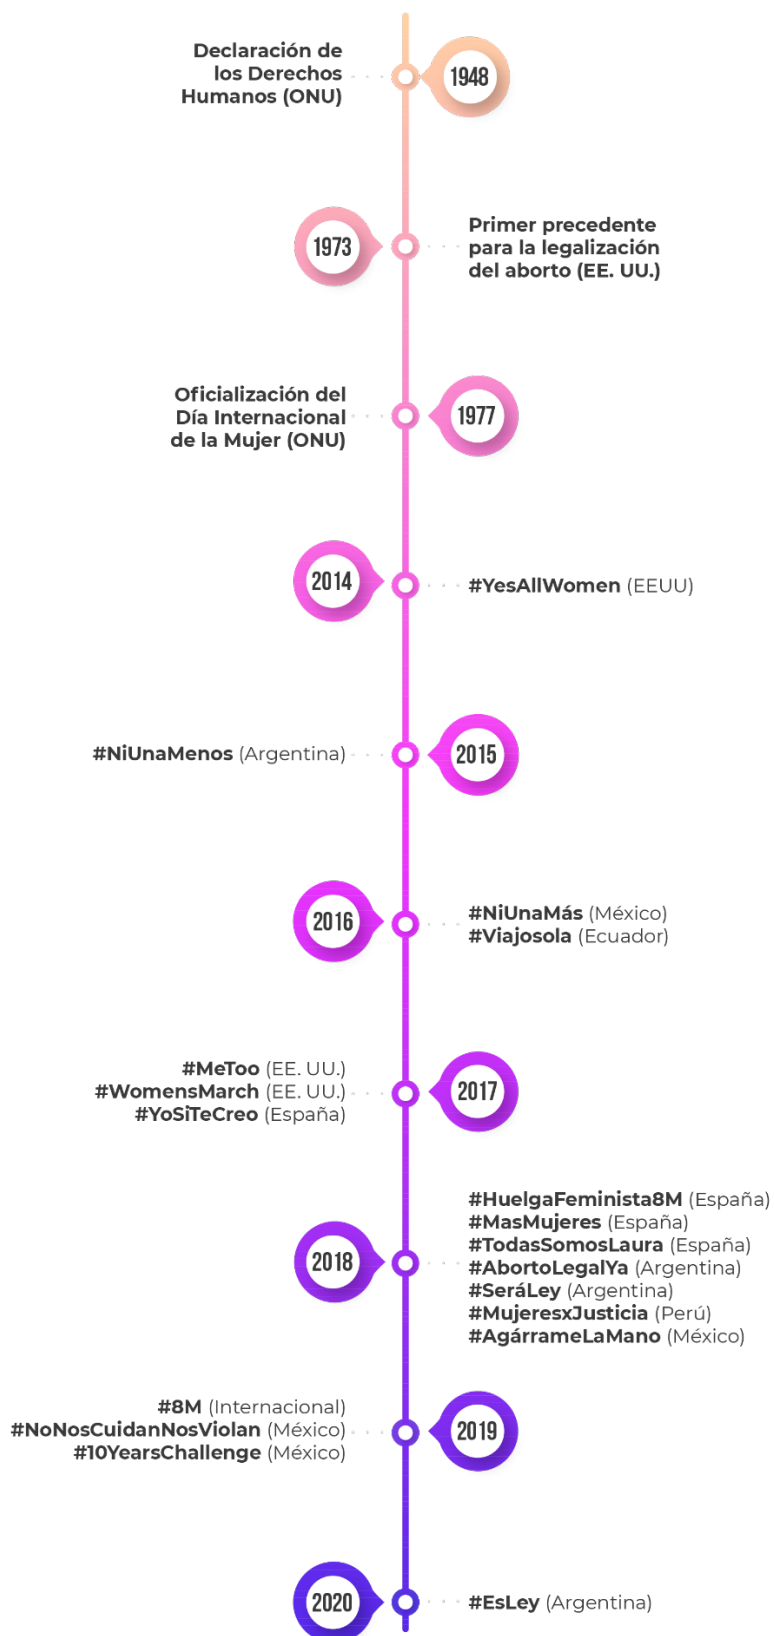 Declaración de
los Derechos
Humanos (ONU)
1948
1973
Primer precedente
para la legalización
del aborto (EE. UU.)
Oficialización del
Día Internacional
de la Mujer (ONU)
1977
2014
#YesAllWomen (EEUU)
#NiUnaMenos (Argentina)
2015
2016
#NiUnaMás (México)
#Viajosola (Ecuador)
#MeToo (EE. UU.)
#WomensMarch (EE. UU.)
#YoSiTeCreo (España)
2017
2018
#HuelgaFeminista8M (España)
#MasMujeres (España)
#TodasSomosLaura (España)
#AbortoLegalYa (Argentina)
#SeráLey (Argentina)
#MujeresxJusticia (Perú)
#AgárrameLaMano (México)
#8M (Internacional)
#NoNosCuidanNosViolan (México)
#10YearsChallenge (México)
2019
2020
#EsLey (Argentina)